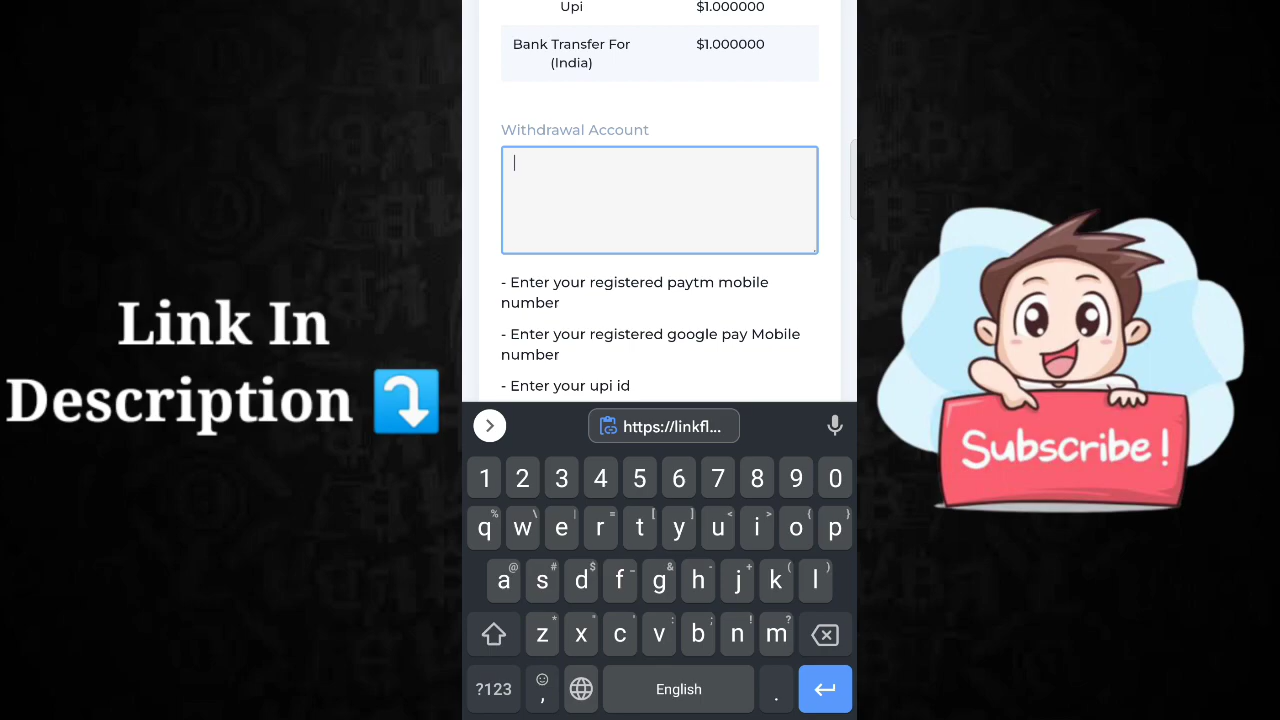 Link In
Description
Upi $1.000000
Bank Transfer For $1.000000
(India)
Withdrawal Account
- Enter your registered paytm mobile
number
- Enter your registered google pay Mobile
number
- Enter your upi id
https://linkfl...
1 2 3 4 5 6 7 8 9 0
% \ | = [ ] < > { }
q w e r t y u i o p
@ # $ _ & - + ( )
a s d f g h j k l
* " ' : ; ! ?
z x c v b n m
?123 , English .
Subscribe!